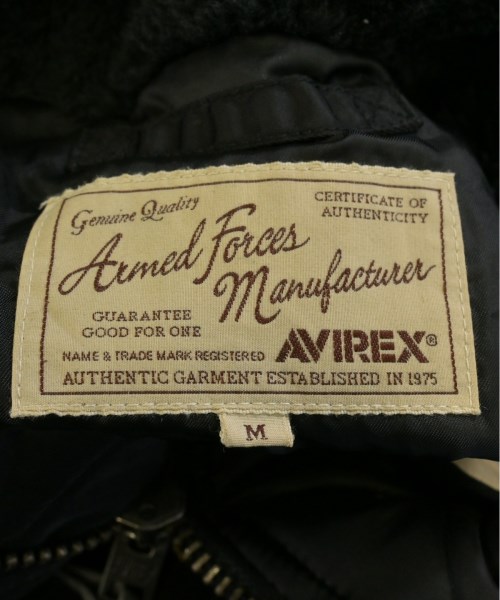 Genuine Quality
CERTIFICATE OF
AUTHENTICITY
Armed Forces
Manufacturer
GUARANTEE
GOOD FOR ONE
NAME & TRADE MARK REGISTERED
AVIREX®
AUTHENTIC GARMENT ESTABLISHED IN 1975
M